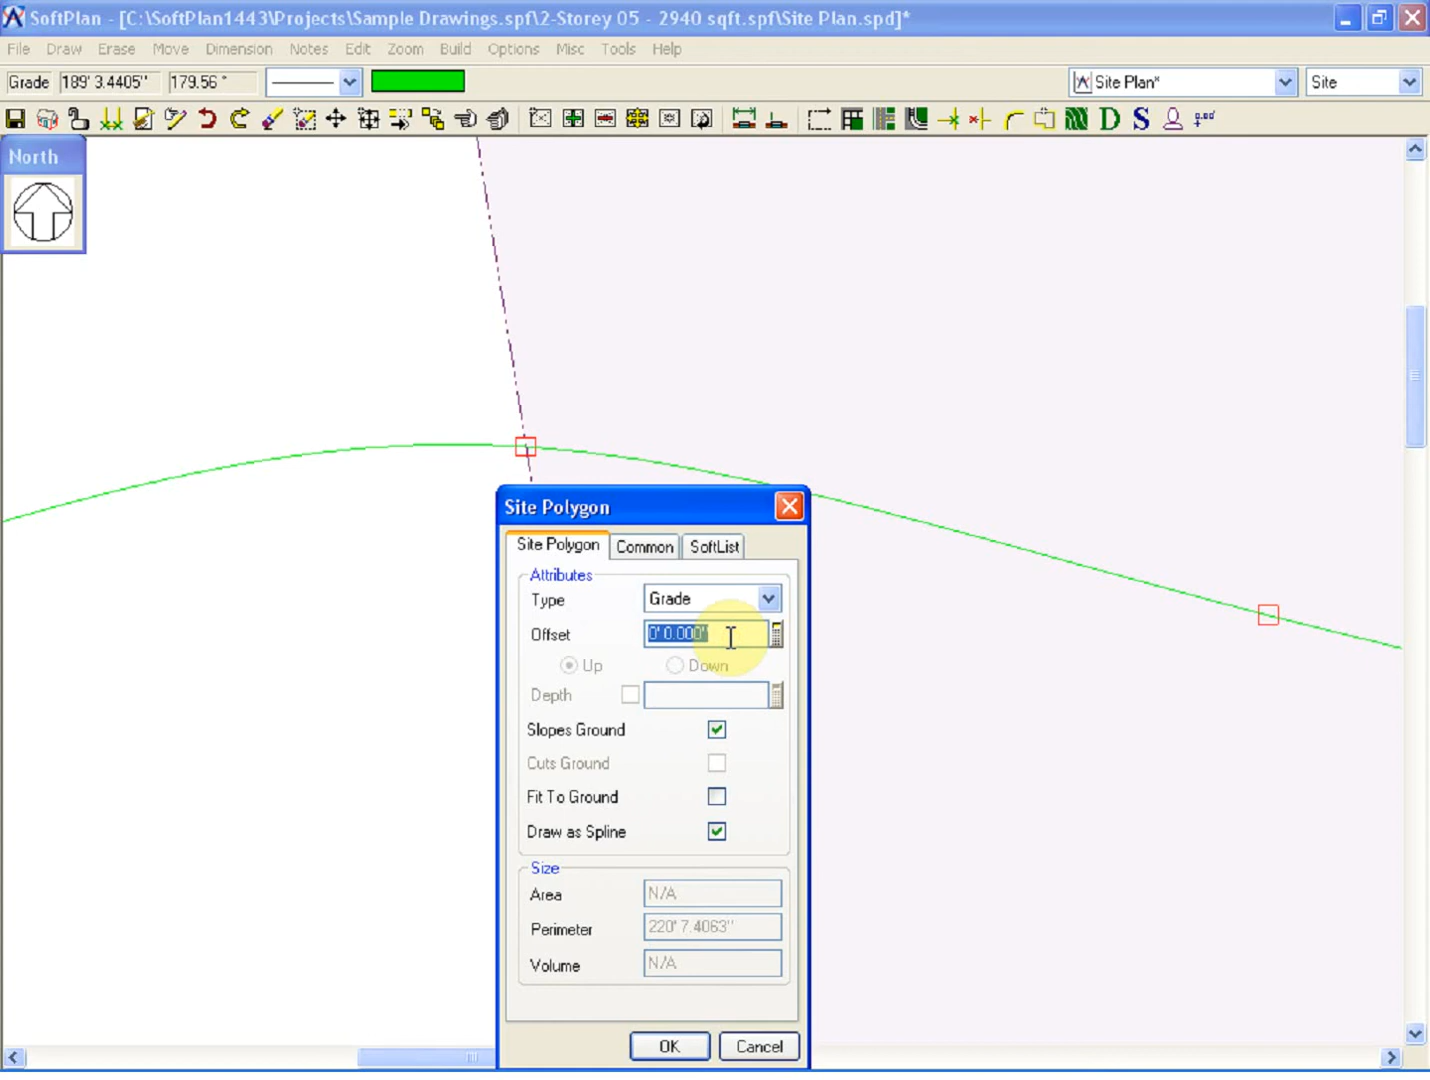 SoftPlan - [C:\SoftPlan1443\Projects\Sample Drawings.spf\2-Storey 05 - 2940 sqft.spf\Site Plan.spd]*
File Draw Erase Move Dimension Notes Edit Zoom Build Options Misc Tools Help
Grade 189' 3.4405" 179.56 ° Site Plan* Site
D S
North
Site Polygon
Site Polygon Common SoftList
Attributes
Type Grade
Offset 0' 0.000"
Up Down
Depth
Slopes Ground
Cuts Ground
Fit To Ground
Draw as Spline
Size
Area N/A
Perimeter 220' 7.4063"
Volume N/A
OK Cancel